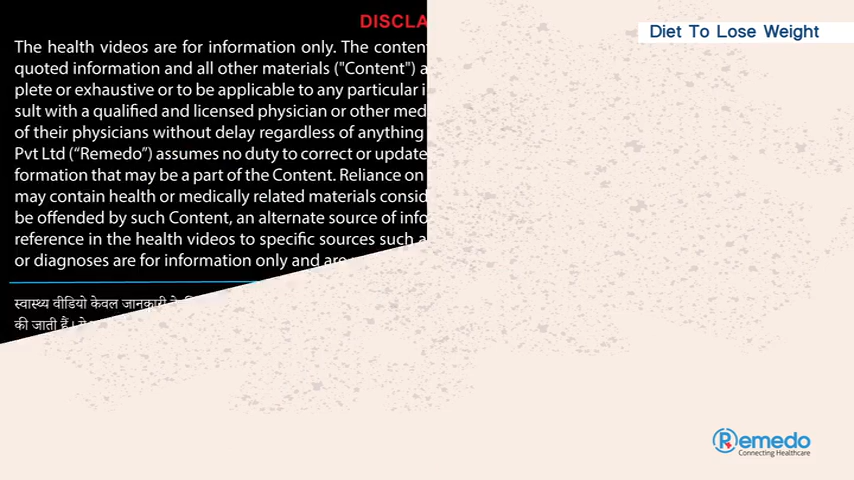 DISCLA
Diet To Lose Weight
The health videos are for information only. The content
quoted information and all other materials ("Content") a
plete or exhaustive or to be applicable to any particular i
sult with a qualified and licensed physician or other med
of their physicians without delay regardless of anything
Pvt Ltd (“Remedo”) assumes no duty to correct or update
formation that may be a part of the Content. Reliance on
may contain health or medically related materials consid
be offended by such Content, an alternate source of info
reference in the health videos to specific sources such a
or diagnoses are for information only and are
स्वास्थ्य वीडियो केवल जानकारी के
की जाती हैं।
Remedo
Connecting Healthcare